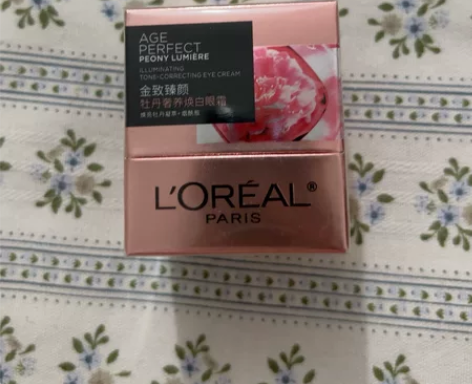 AGE
PERFECT
PEONY LUMIÈRE
ILLUMINATING
TONE-CORRECTING EYE CREAM
金致臻颜
牡丹奢养焕白眼霜
L'ORÉAL®
PARIS